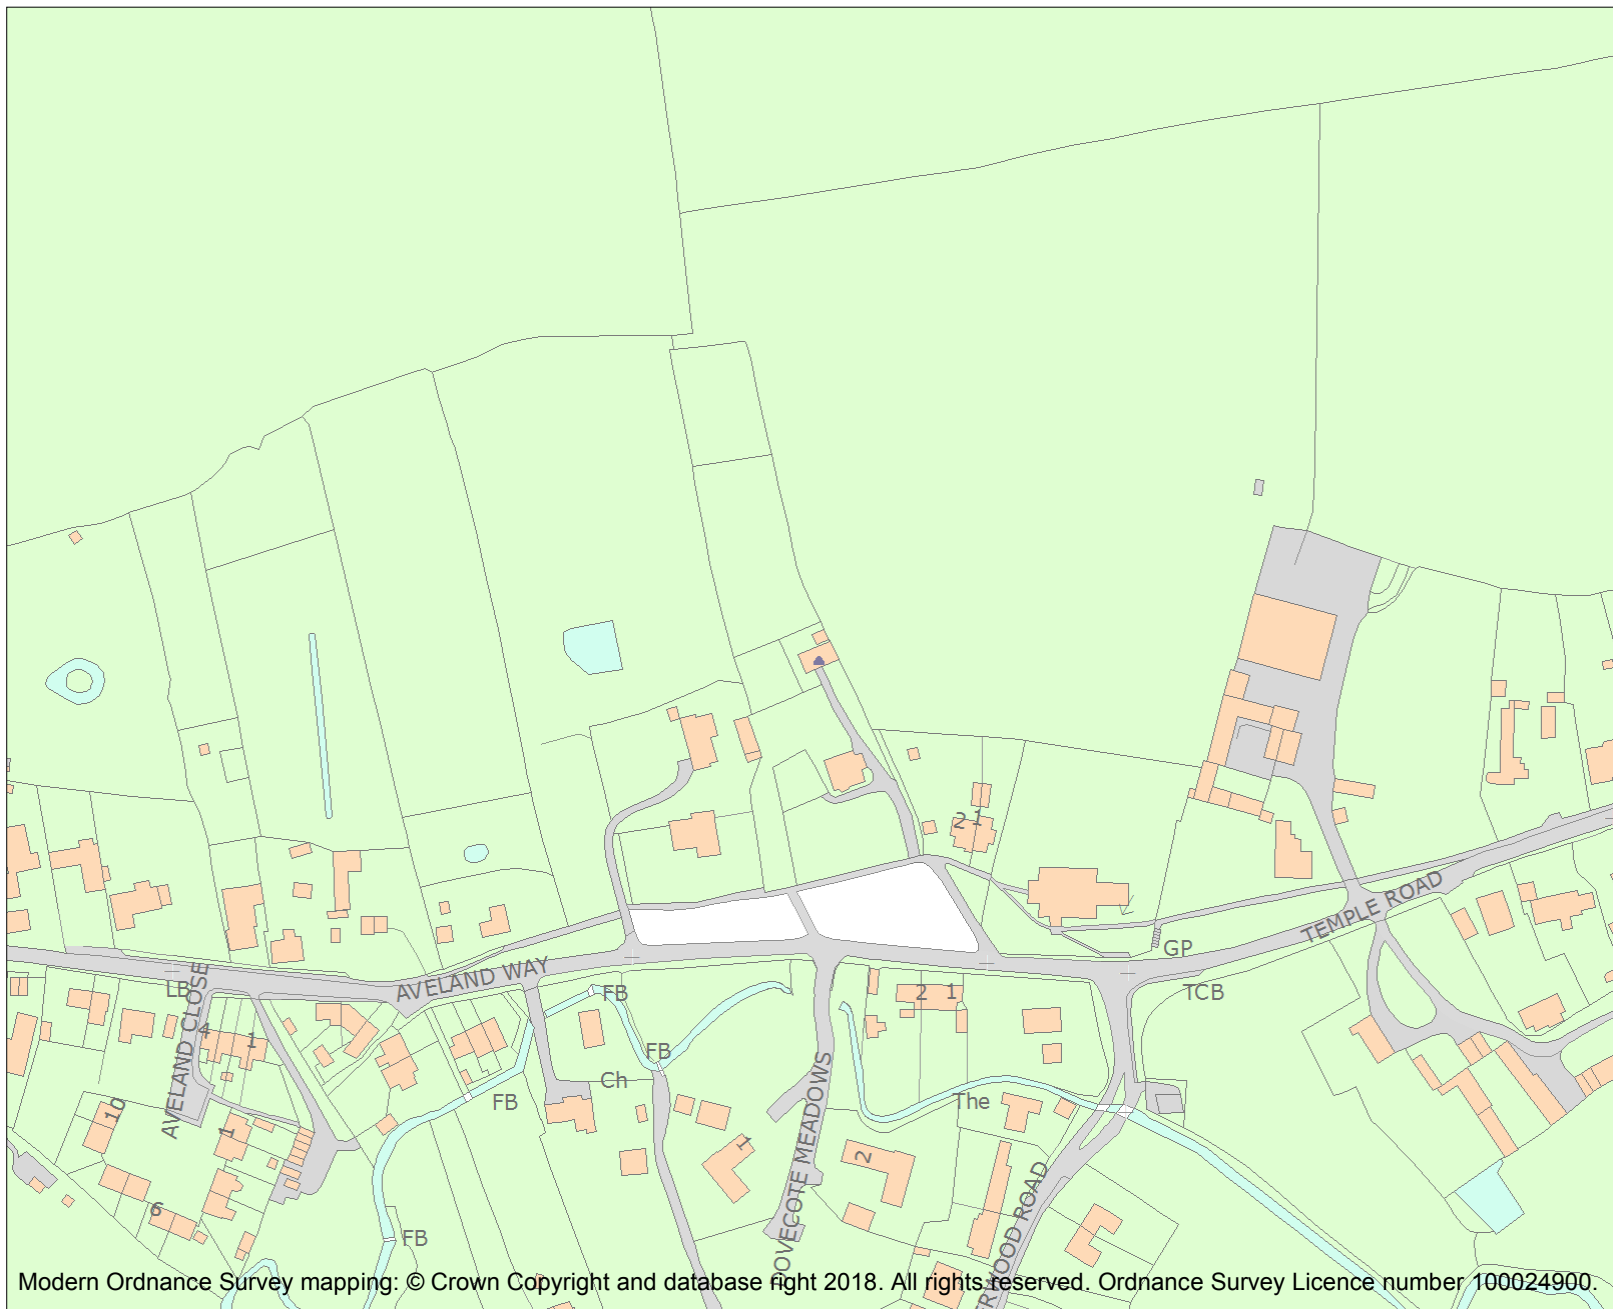 2 1
GP
TEMPLE ROAD
AVELAND WAY
LB
AVELAND CLOSE
FB
2 1
TCB
4
1
FB
Ch
FB
The
10
1
1
2
DOVECOTE MEADOWS
6
FB
ROAD
Modern Ordnance Survey mapping: © Crown Copyright and database right 2018. All rights reserved. Ordnance Survey Licence number 100024900.